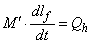 M' · dl_f/dt = Q_h